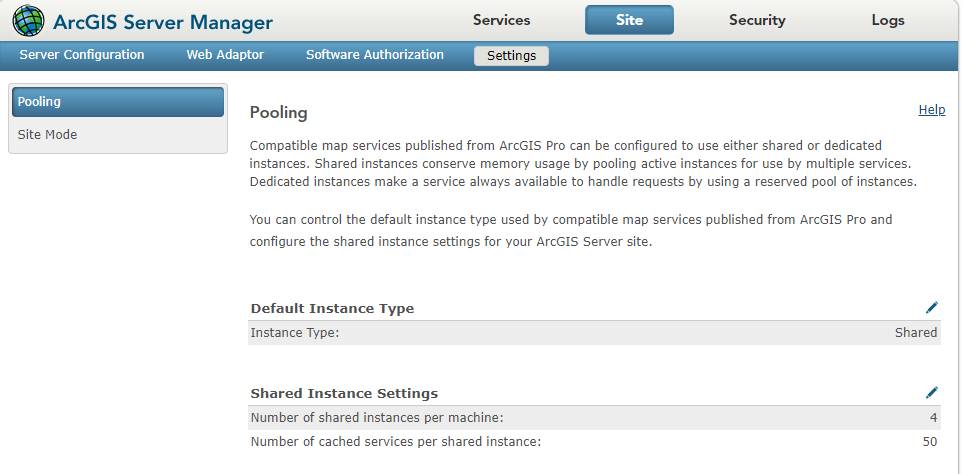 ArcGIS Server Manager
Services
Site
Security
Logs
Server Configuration
Web Adaptor
Software Authorization
Settings
Pooling
Site Mode
Pooling
Help
Compatible map services published from ArcGIS Pro can be configured to use either shared or dedicated
instances. Shared instances conserve memory usage by pooling active instances for use by multiple services.
Dedicated instances make a service always available to handle requests by using a reserved pool of instances.
You can control the default instance type used by compatible map services published from ArcGIS Pro and
configure the shared instance settings for your ArcGIS Server site.
Default Instance Type
Instance Type: Shared
Shared Instance Settings
Number of shared instances per machine: 4
Number of cached services per shared instance: 50